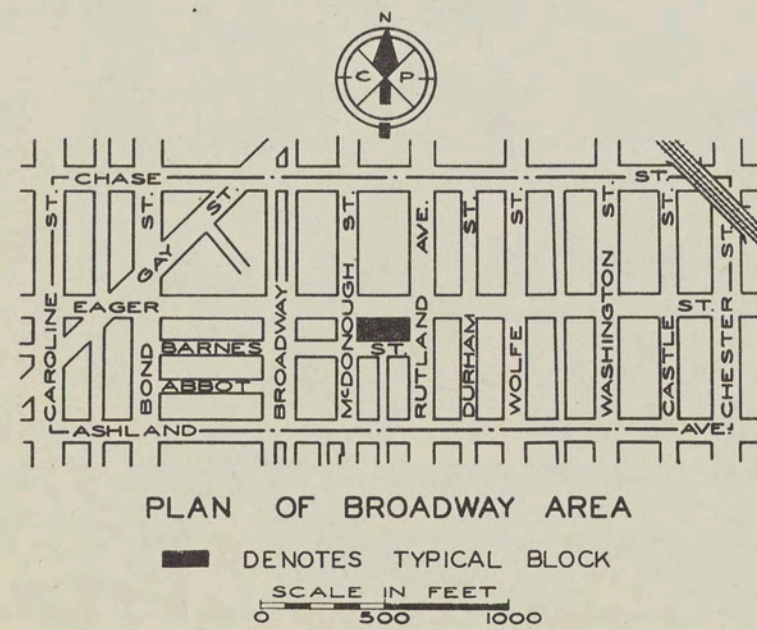 N
C P
CHASE ST.
CAROLINE ST.
BOND ST.
GAY ST.
BROADWAY
McDONOUGH ST.
RUTLAND AVE.
DURHAM ST.
WOLFE ST.
WASHINGTON ST.
CASTLE ST.
CHESTER ST.
EAGER ST.
BARNES ST.
ABBOT
ASHLAND AVE.
PLAN OF BROADWAY AREA
DENOTES TYPICAL BLOCK
SCALE IN FEET
0 500 1000